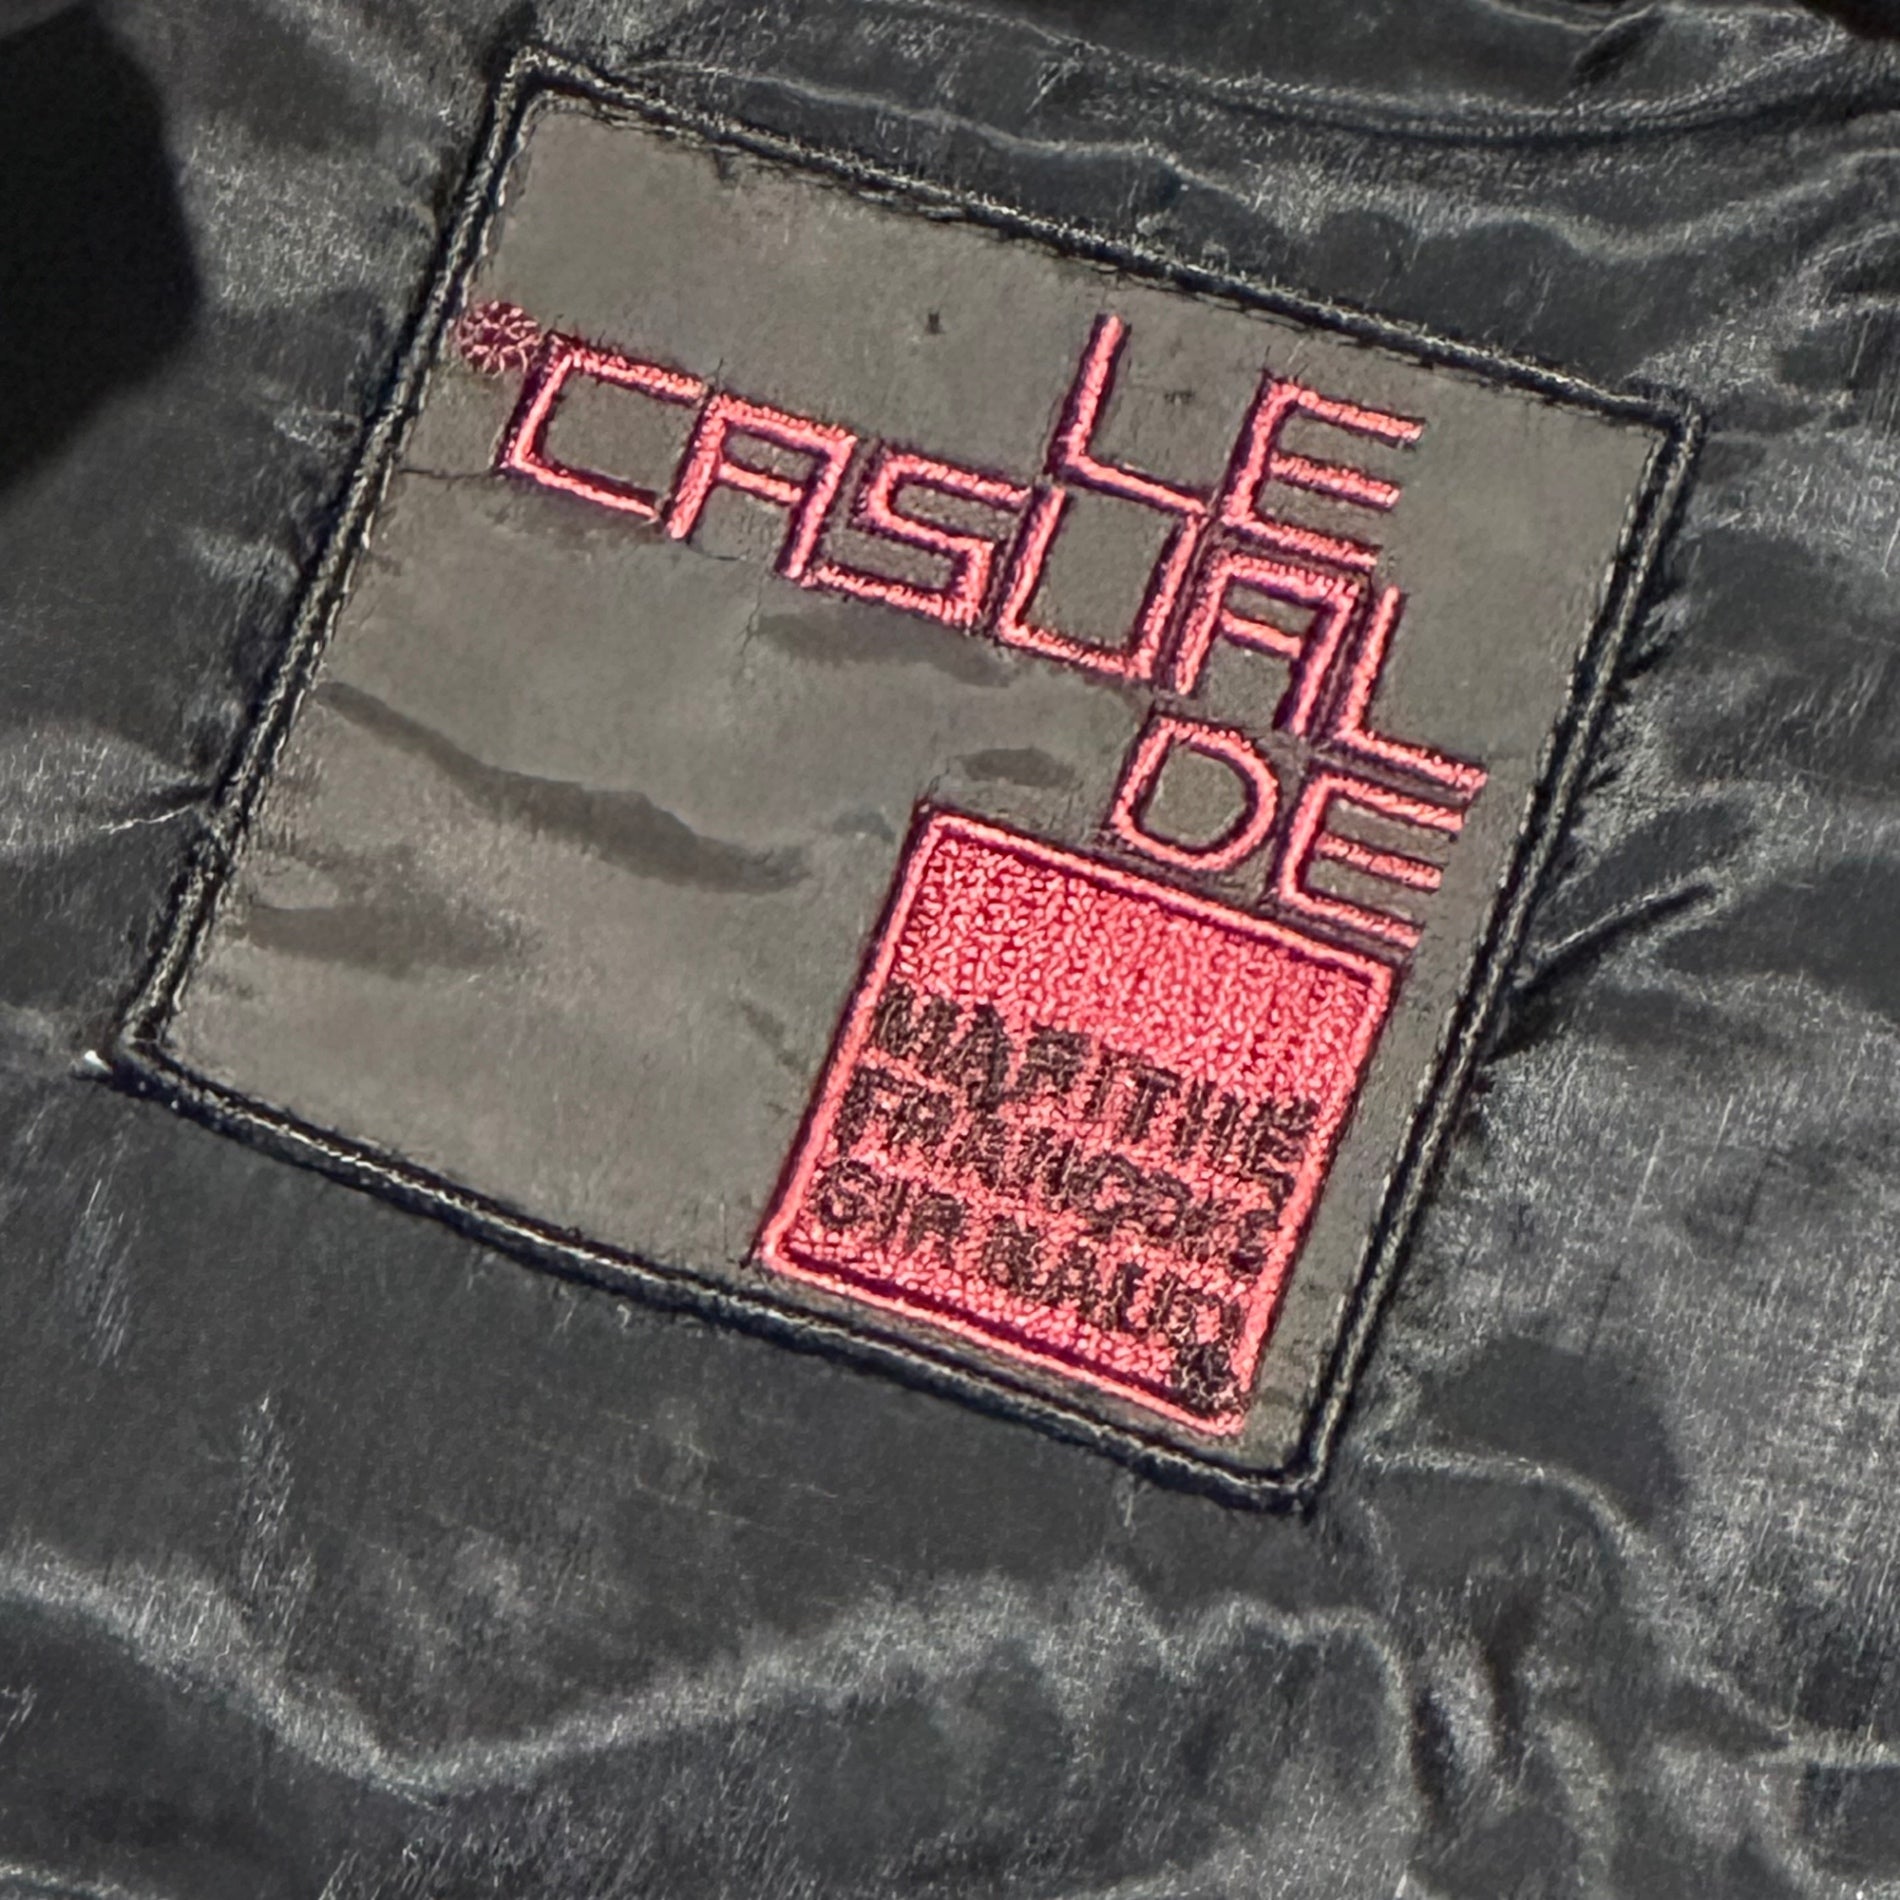 LE
CASUAL
DE
MARITHE
FRANCOIS
GIRBAUD